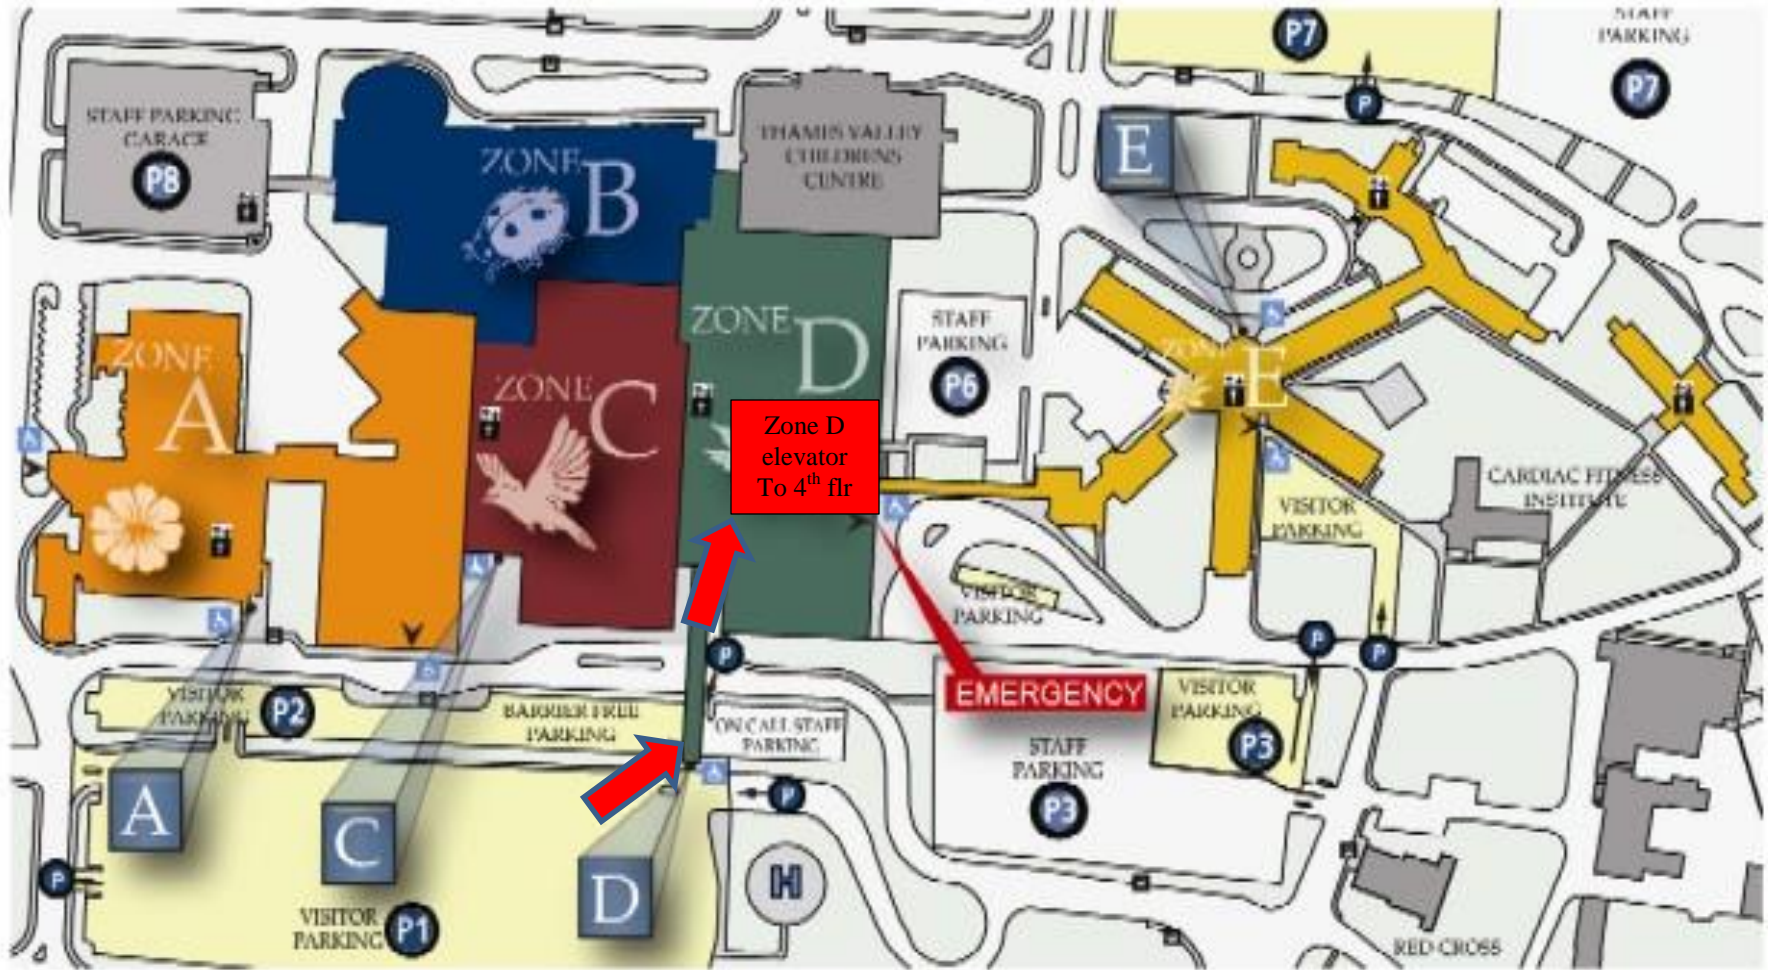 STAFF PARKING
GARAGE
P8
ZONE
B
THAMES VALLEY
CHILDRENS
CENTRE
E
P7
P
STAFF
PARKING
P7
ZONE
A
ZONE
C
ZONE
D
STAFF
PARKING
P6
ZONE
E
Zone D
elevator
To 4th flr
CARDIAC FITNESS
INSTITUTE
VISITOR
PARKING
VISITOR
PARKING
EMERGENCY
P
P
P
VISITOR
PARKING
P2
BARRIER FREE
PARKING
ON CALL STAFF
PARKING
STAFF
PARKING
P3
VISITOR
PARKING
P3
P
A
C
D
H
P
VISITOR
PARKING
P1
RED CROSS